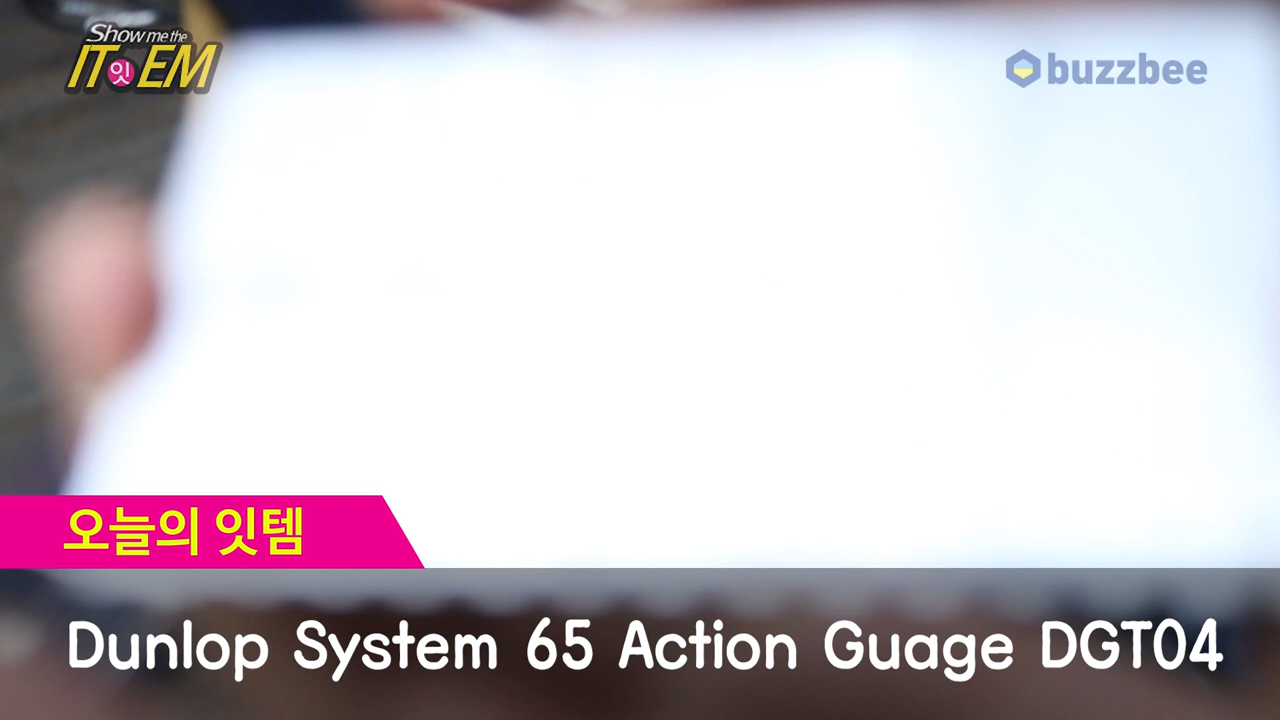 Show me the
IT잇EM
buzzbee
오늘의 잇템
Dunlop System 65 Action Guage DGT04